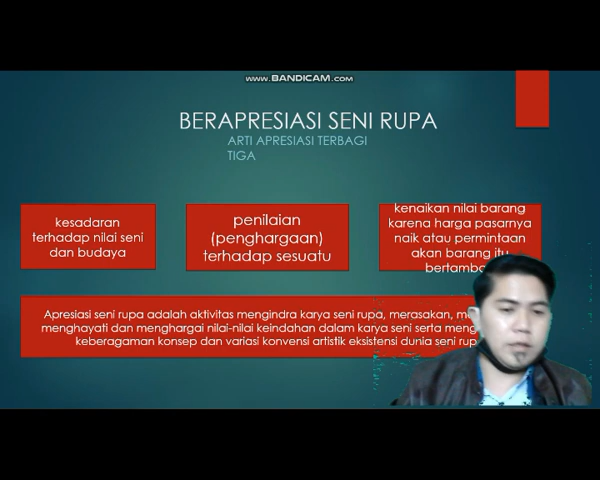 WWW.BANDICAM.COM
BERAPRESIASI SENI RUPA
ARTI APRESIASI TERBAGI
TIGA
kesadaran
terhadap nilai seni
dan budaya
penilaian
(penghargaan)
terhadap sesuatu
kenaikan nilai barang
karena harga pasarnya
naik atau permintaan
akan barang itu
Apresiasi seni rupa adalah aktivitas mengindra karya seni rupa, merasakan,
menghayati dan menghargai nilai-nilai keindahan dalam karya seni serta
keberagaman konsep dan variasi konvensi artistik eksistensi dunia seni